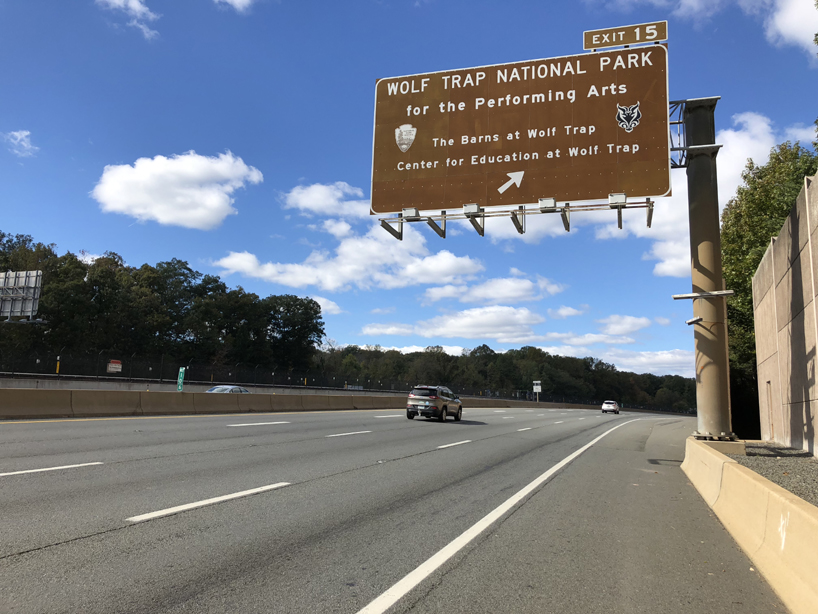 EXIT 15
WOLF TRAP NATIONAL PARK
for the Performing Arts
The Barns at Wolf Trap
Center for Education at Wolf Trap